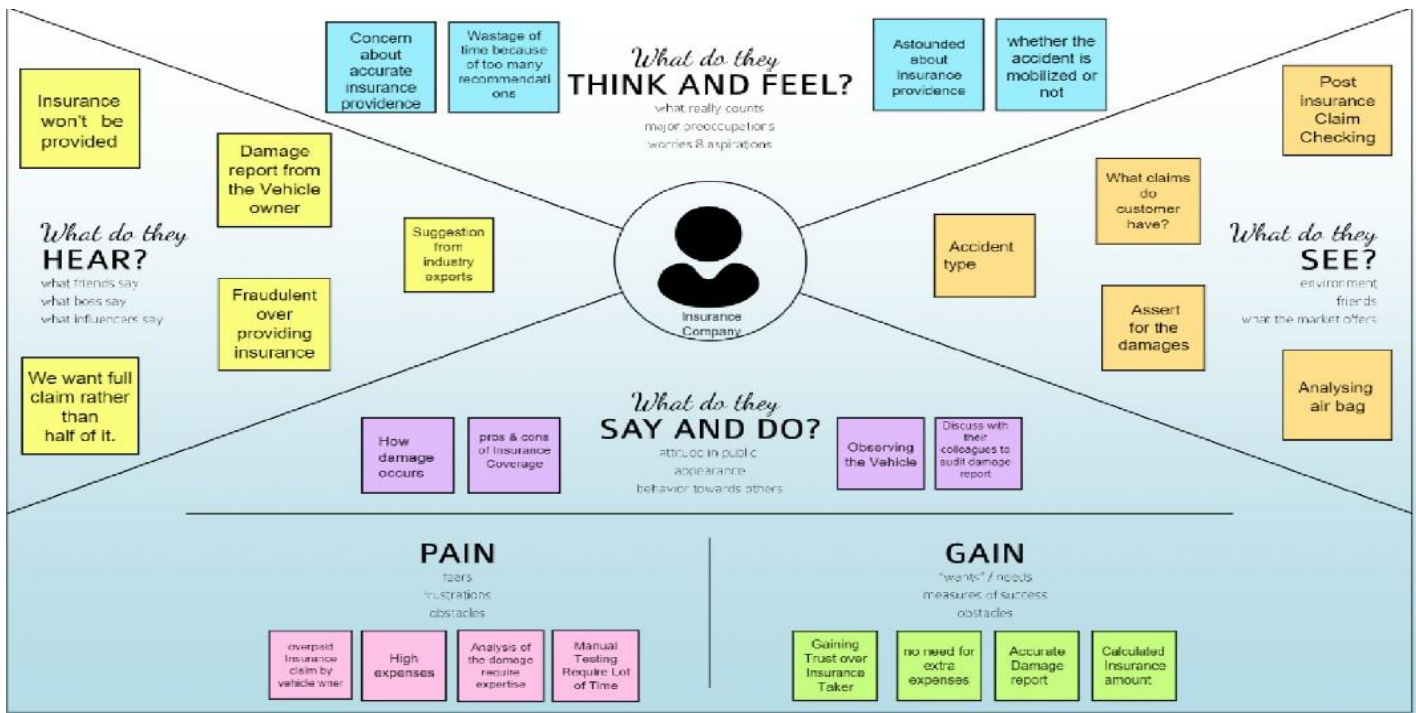 Concern
about
accurate
insurance
providence
Wastage of
time because
of too many
recommendati
ons
What do they
THINK AND FEEL?
what really counts
major preoccupations
worries & aspirations
Astounded
about
Insurance
providence
whether the
accident is
mobilized or
not
Insurance
won't be
provided
Damage
report from
the Vehicle
owner
Suggestion
from
industry
experts
What do they
HEAR?
what friends say
what boss say
what influencers say
Fraudulent
over
providing
insurance
We want full
claim rather
than
half of it.
Insurance
Company
Post
insurance
Claim
Checking
What claims
do
customer
have?
Accident
type
What do they
SEE?
environment
friends
what the market offers
Assert
for the
damages
Analysing
air bag
What do they
SAY AND DO?
attitude in public
appearance
behavior towards others
How
damage
occurs
pros & cons
of Insurance
Coverage
Observing
the Vehicle
Discuss with
their
colleagues to
audit damage
report
PAIN
fears
frustrations
obstacles
overpaid
Insurance
claim by
vehicle wner
High
expenses
Analysis of
the damage
require
expertise
Manual
Testing
Require Lot
of Time
GAIN
"wants" / needs
measures of success
obstacles
Gaining
Trust over
Insurance
Taker
no need for
extra
expenses
Accurate
Damage
report
Calculated
Insurance
amount